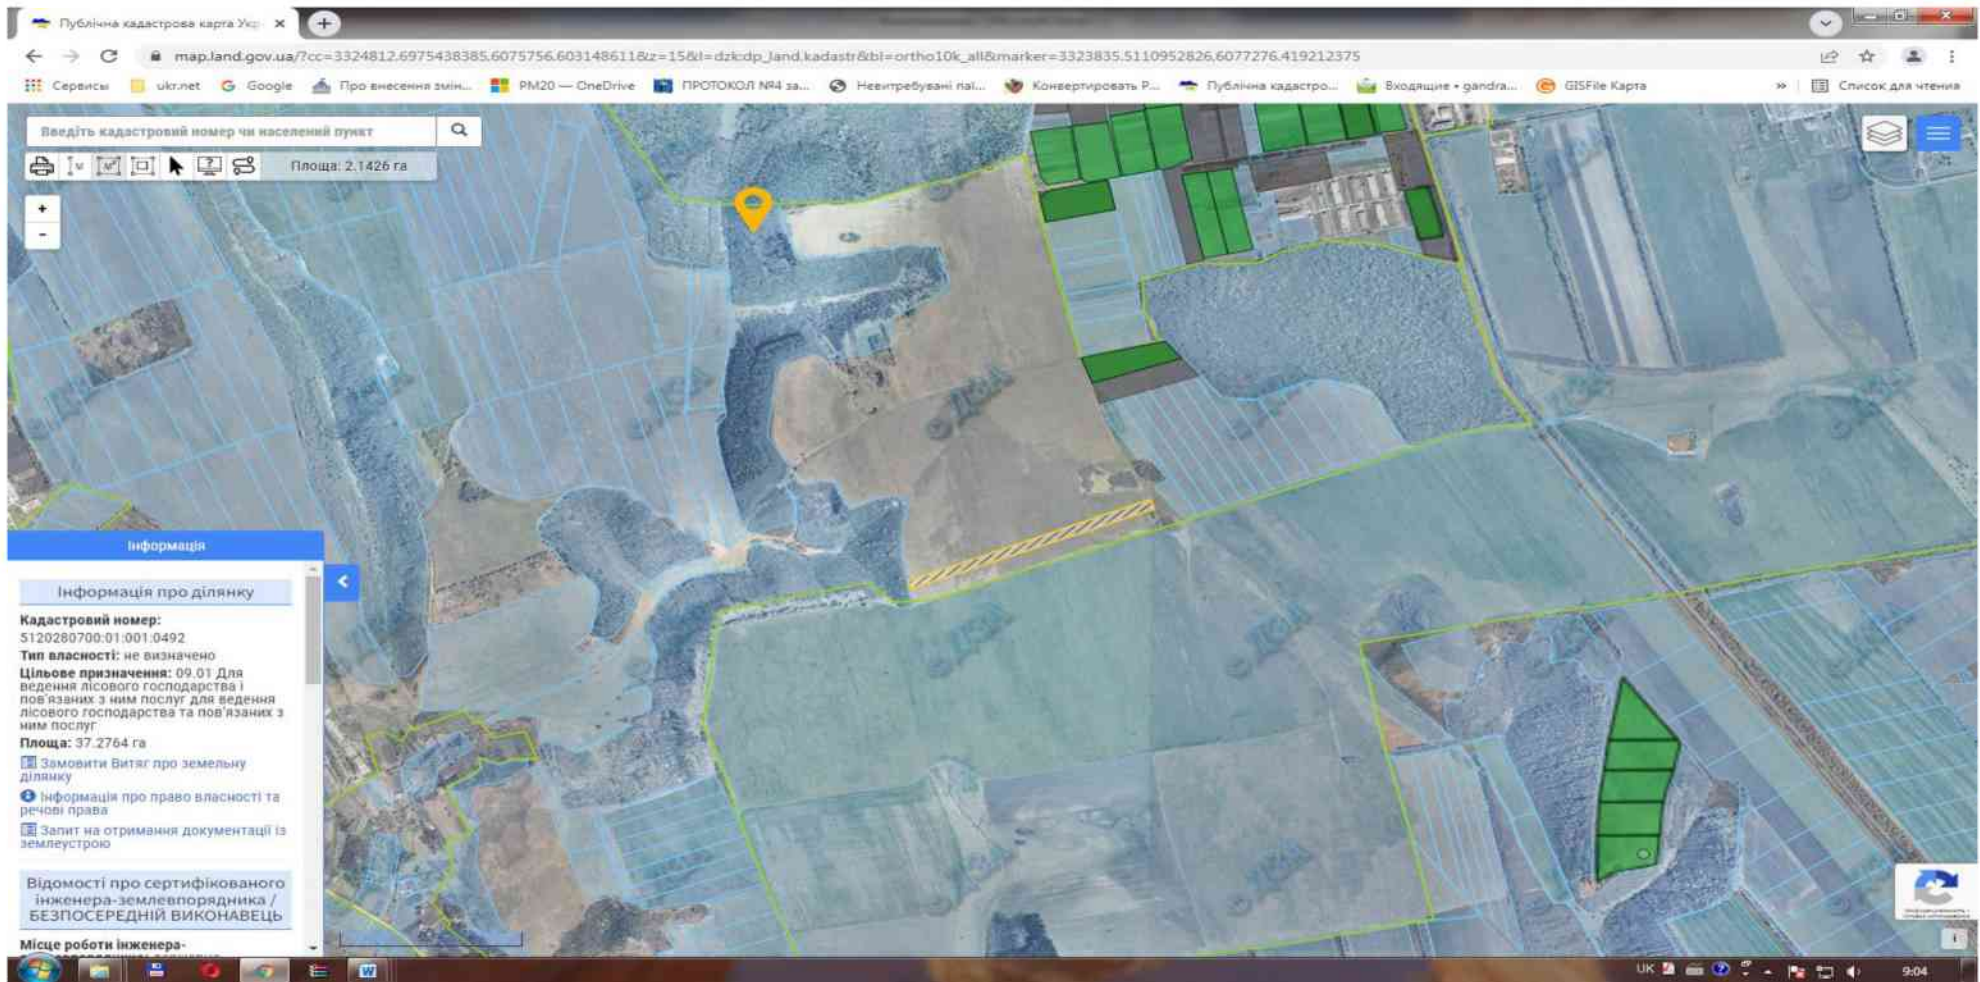 Публічна кадастрова карта Укр
map.land.gov.ua/?cc=3324812.6975438385,6075756.603148611&z=15&l=dzk:dp_land,kadastr&bl=ortho10k_all&marker=3323835.5110952826,6077276.419212375
Сервисы ukr.net Google Про внесення змін... PM20 — OneDrive ПРОТОКОЛ №4 за... Невитребувані паї... Конвертировать P... Публічна кадастро... Входящие • gandra... GISFile Карта » Список для чтения
Введіть кадастровий номер чи населений пункт
Площа: 2.1426 га
+
-
Інформація
Інформація про ділянку
Кадастровий номер:
5120280700:01:001:0492
Тип власності: не визначено
Цільове призначення: 09.01 Для
ведення лісового господарства і
пов'язаних з ним послуг для ведення
лісового господарства та пов'язаних з
ним послуг
Площа: 37.2764 га
Замовити Витяг про земельну
ділянку
Інформація про право власності та
речові права
Запит на отримання документації із
землеустрою
Відомості про сертифікованого
інженера-землевпорядника /
БЕЗПОСЕРЕДНІЙ ВИКОНАВЕЦЬ
Місце роботи інженера-
UK 9:04